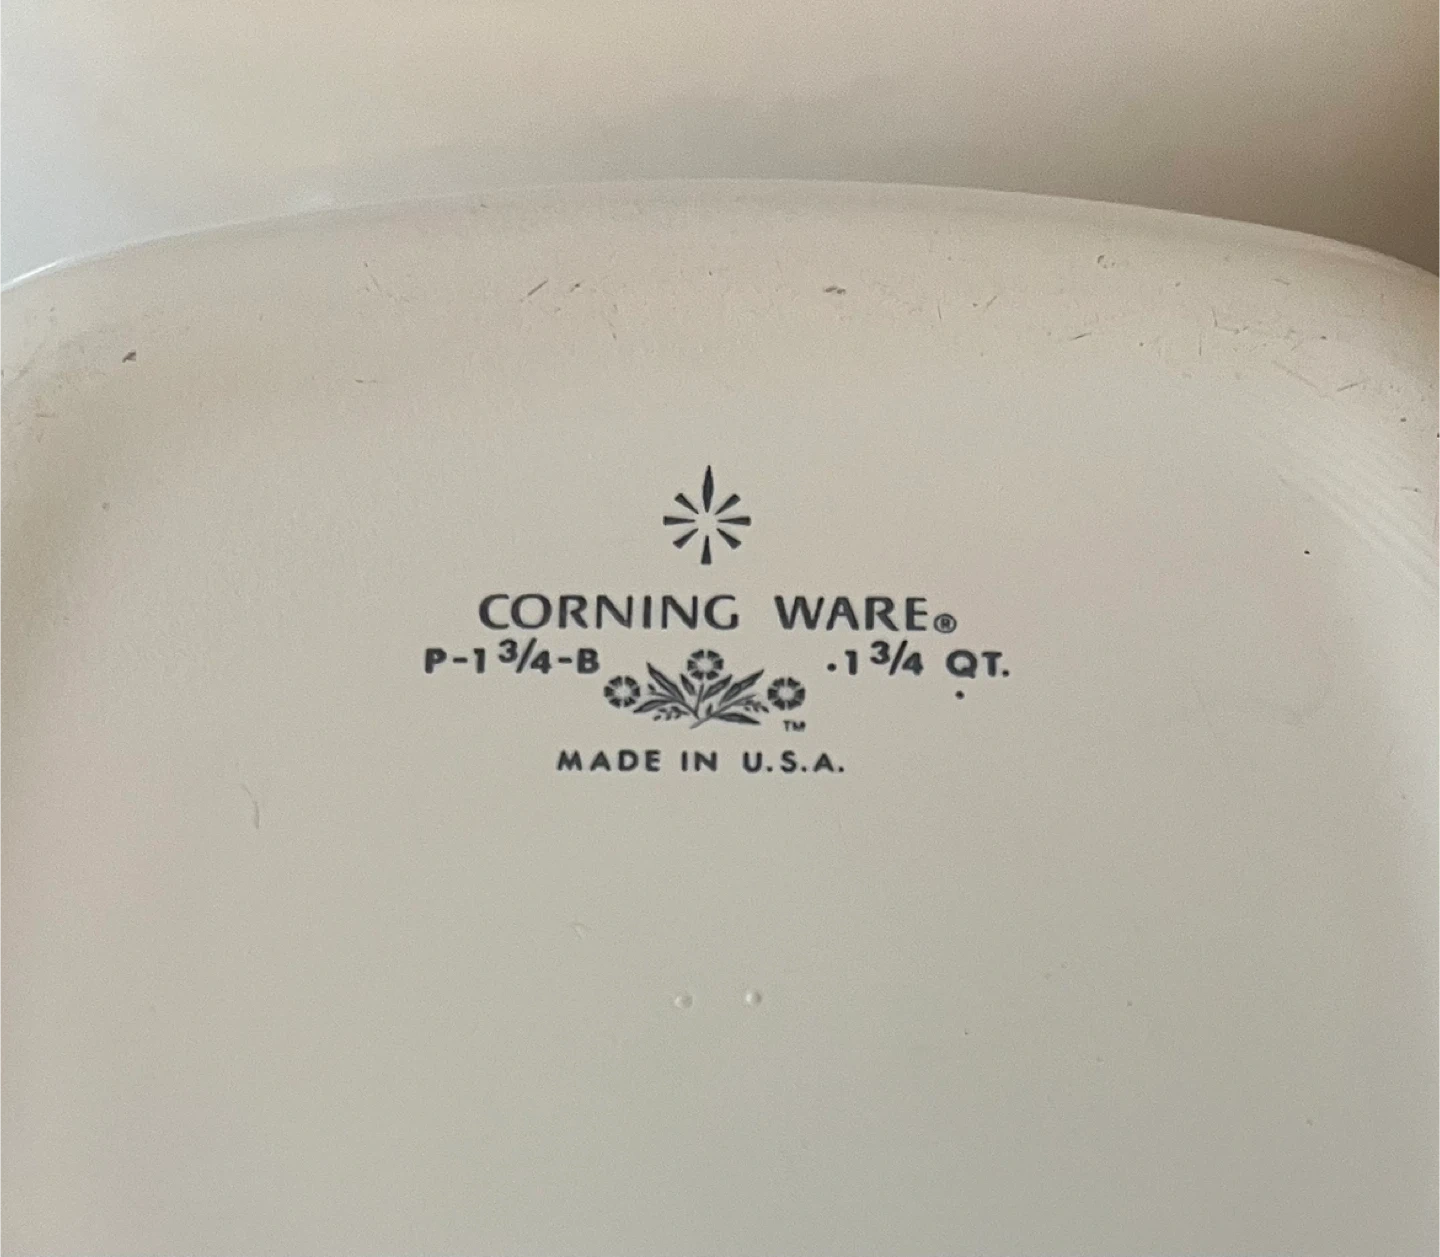 CORNING WARE®
P-1 3/4-B .1 3/4 QT.
TM
MADE IN U.S.A.